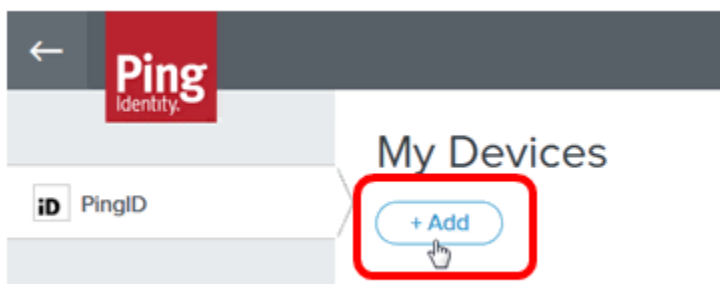 Ping
Identity.
My Devices
iD PingID
+ Add